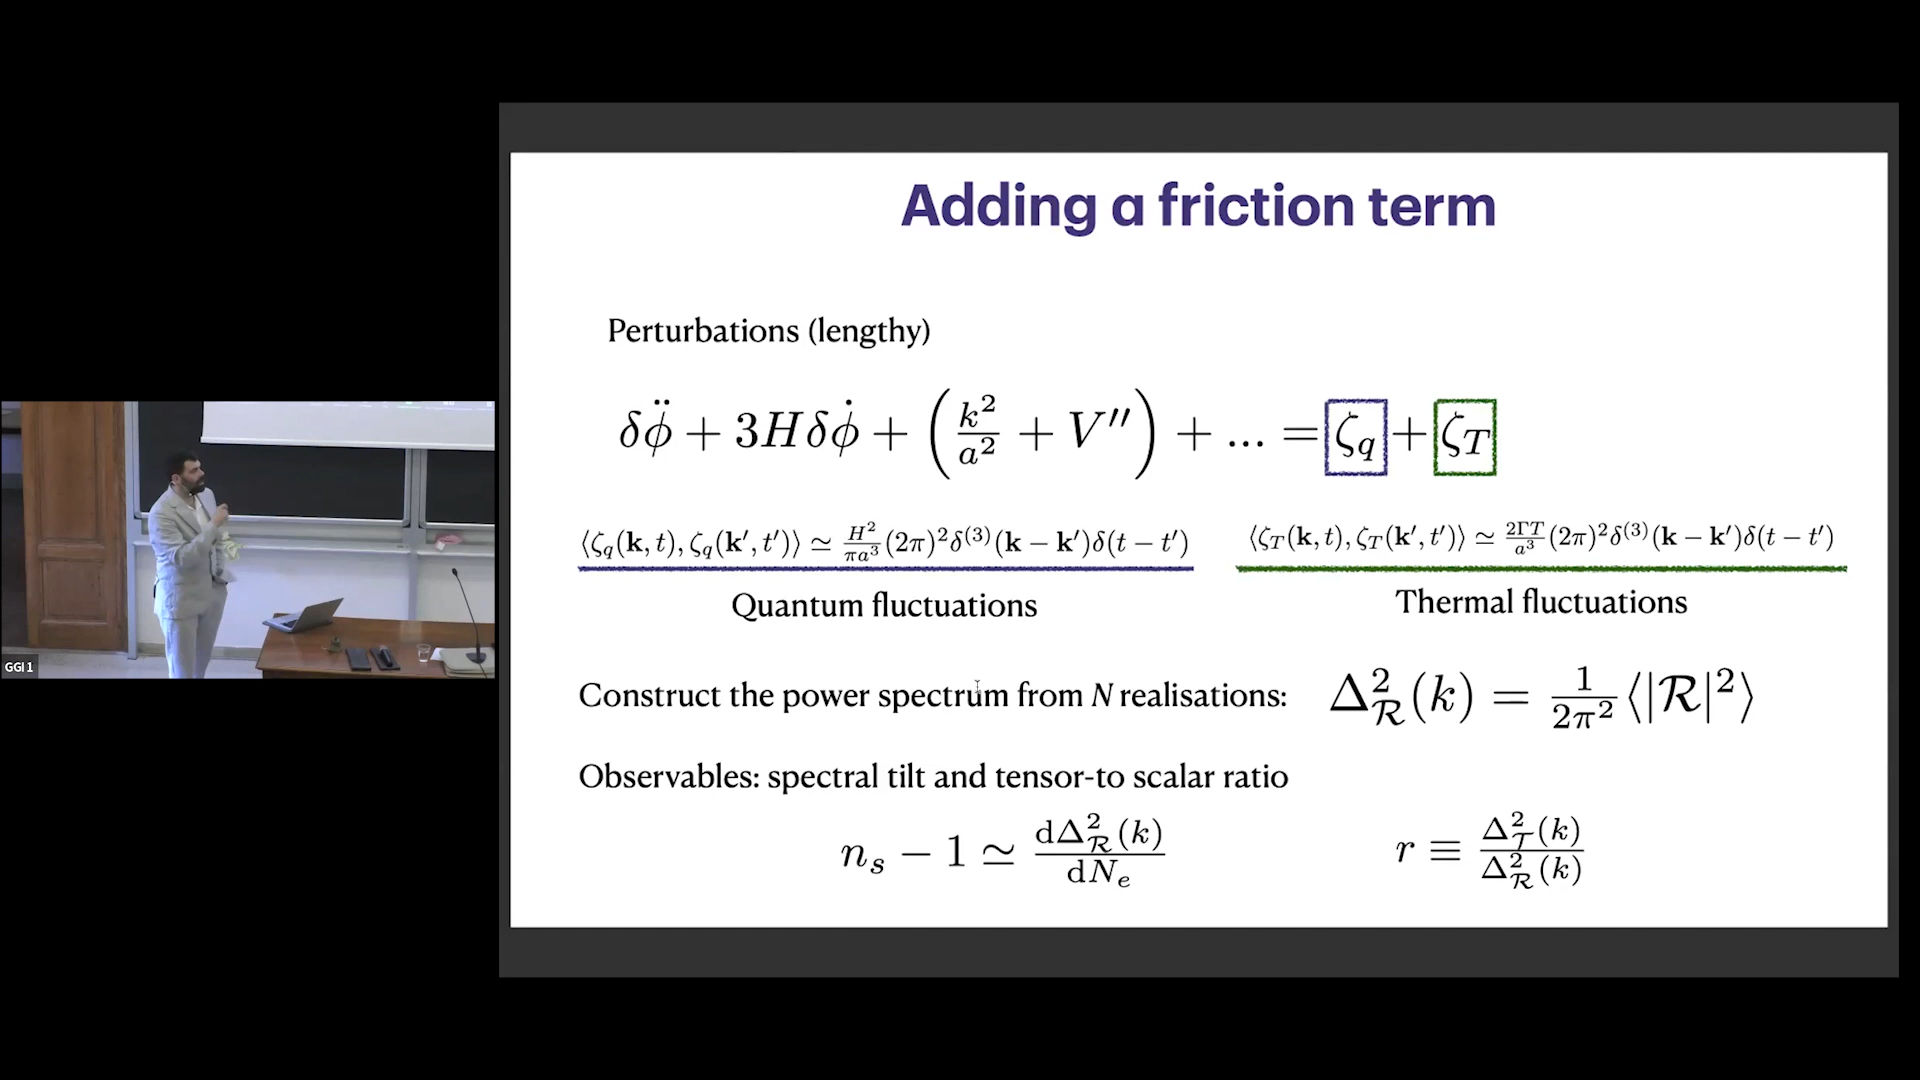 Adding a friction term
Perturbations (lengthy)
δφ̈ + 3Hδφ̇ + (k²/a² + V″) + ... = ζ_q + ζ_T
⟨ζ_q(𝐤, t), ζ_q(𝐤′, t′)⟩ ≃ H²/πa³ (2π)²δ⁽³⁾(𝐤 − 𝐤′)δ(t − t′)
⟨ζ_T(𝐤, t), ζ_T(𝐤′, t′)⟩ ≃ 2ΓT/a³ (2π)²δ⁽³⁾(𝐤 − 𝐤′)δ(t − t′)
Quantum fluctuations
Thermal fluctuations
Construct the power spectrum from N realisations: Δ²_ℛ(k) = 1/2π² ⟨|ℛ|²⟩
Observables: spectral tilt and tensor-to scalar ratio
n_s − 1 ≃ dΔ²_ℛ(k)/dN_e
r ≡ Δ²_𝒯(k)/Δ²_ℛ(k)
GGI 1